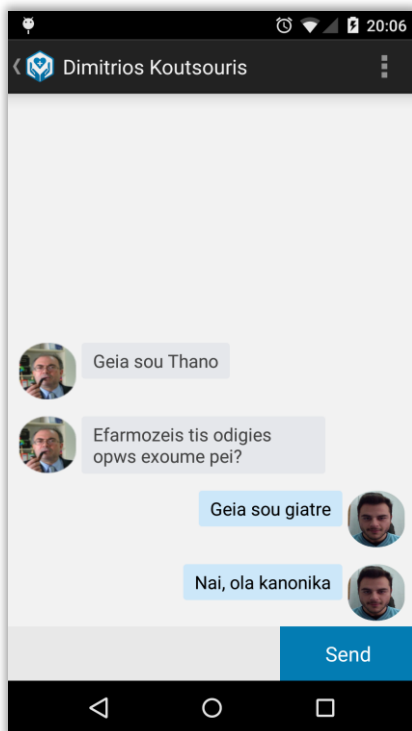 20:06
Dimitrios Koutsouris
Geia sou Thano
Efarmozeis tis odigies
opws exoume pei?
Geia sou giatre
Nai, ola kanonika
Send